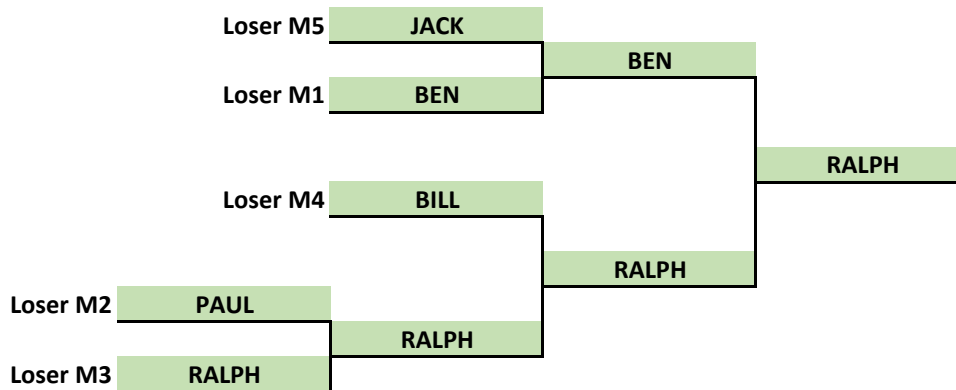 Loser M5 JACK
BEN
Loser M1 BEN
RALPH
Loser M4 BILL
RALPH
Loser M2 PAUL
RALPH
Loser M3 RALPH